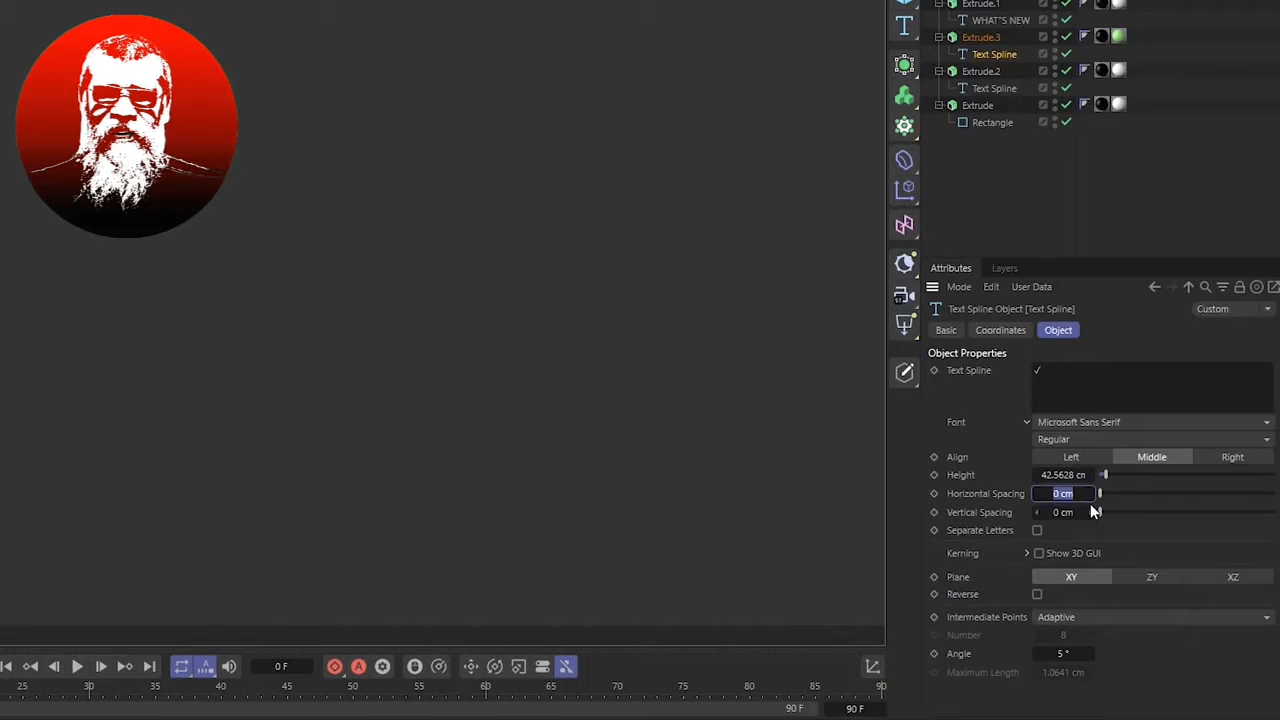 Extrude.1
WHAT'S NEW
Extrude.3
Text Spline
Extrude.2
Text Spline
Extrude
Rectangle
Attributes Layers
Mode Edit User Data
Text Spline Object [Text Spline] Custom
Basic Coordinates Object
Object Properties
Text Spline ✓
Font Microsoft Sans Serif
Regular
Align Left Middle Right
Height 42.5628 cm
Horizontal Spacing 0 cm
Vertical Spacing 0 cm
Separate Letters
Kerning Show 3D GUI
Plane XY ZY XZ
Reverse
Intermediate Points Adaptive
Number 8
Angle 5 °
Maximum Length 1.0641 cm
0 F
25 30 35 40 45 50 55 60 65 70 75 80 85 90
90 F 90 F